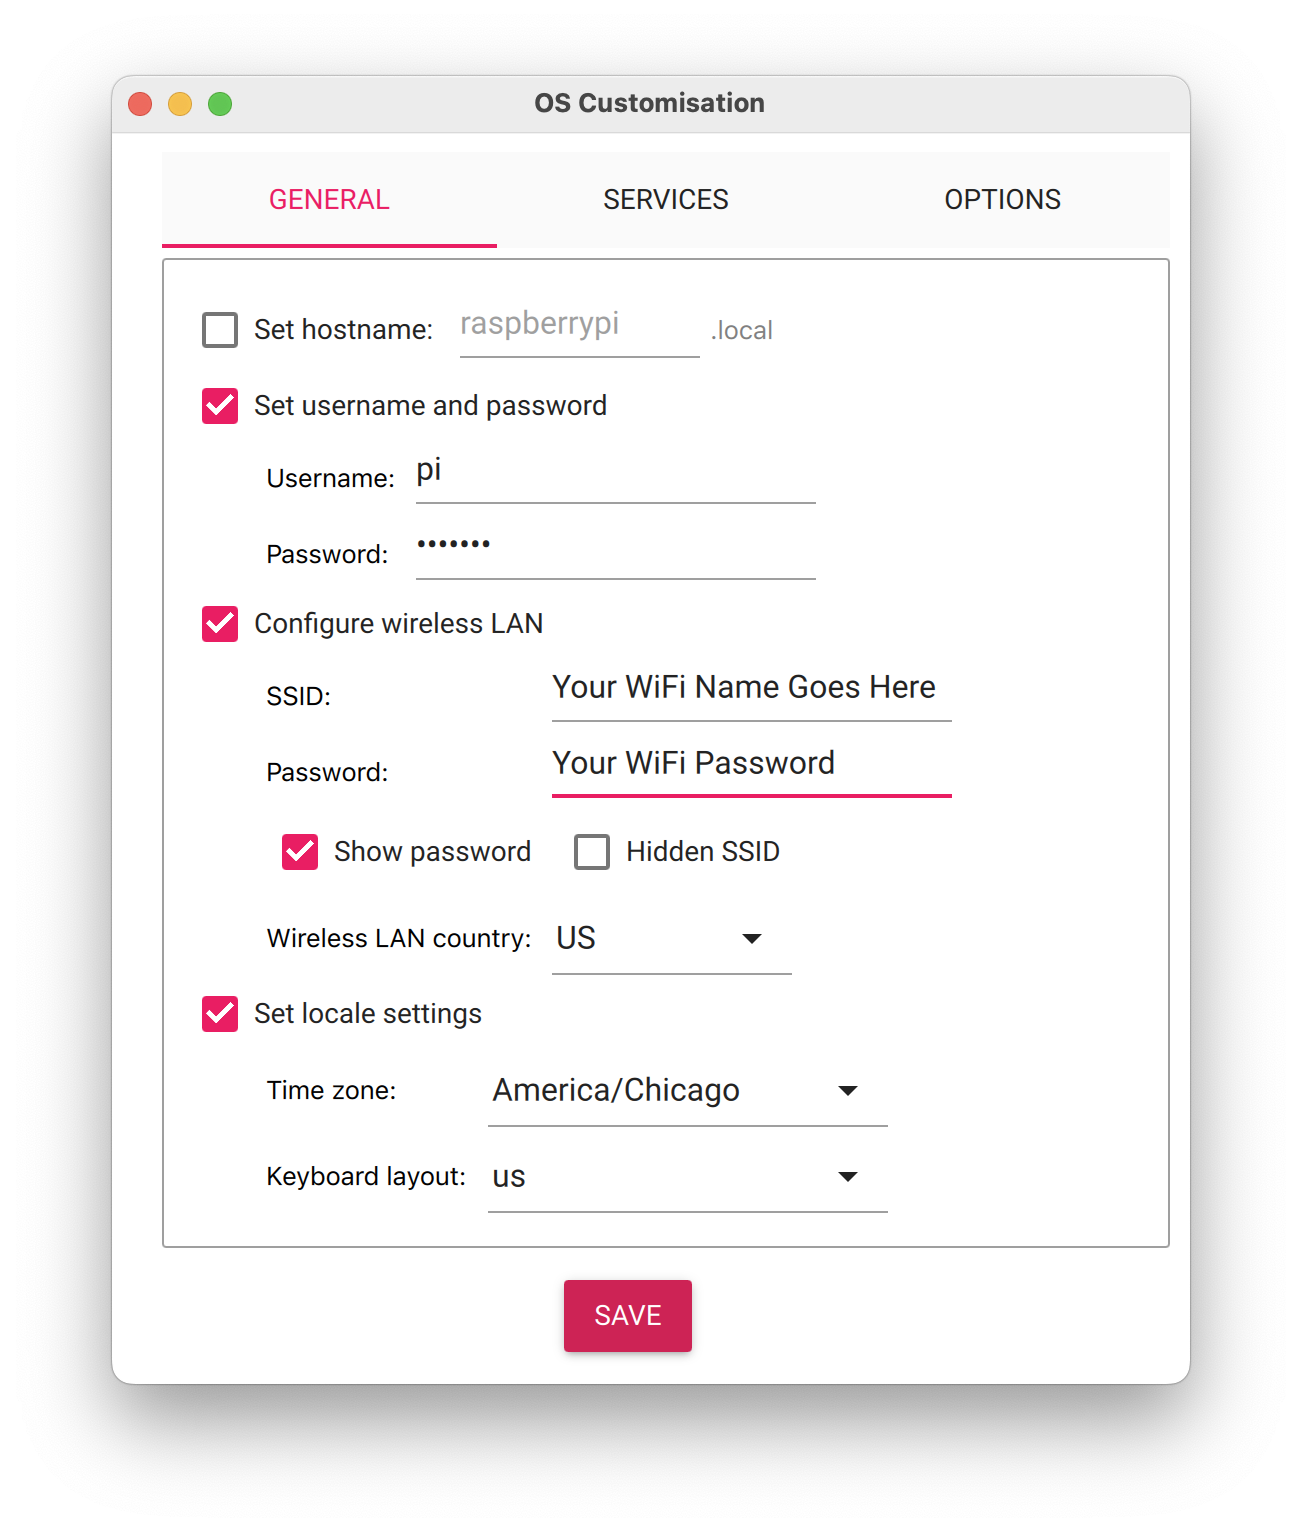 OS Customisation
GENERAL SERVICES OPTIONS
Set hostname: raspberrypi .local
Set username and password
Username: pi
Password: •••••••
Configure wireless LAN
SSID: Your WiFi Name Goes Here
Password: Your WiFi Password
Show password Hidden SSID
Wireless LAN country: US
Set locale settings
Time zone: America/Chicago
Keyboard layout: us
SAVE